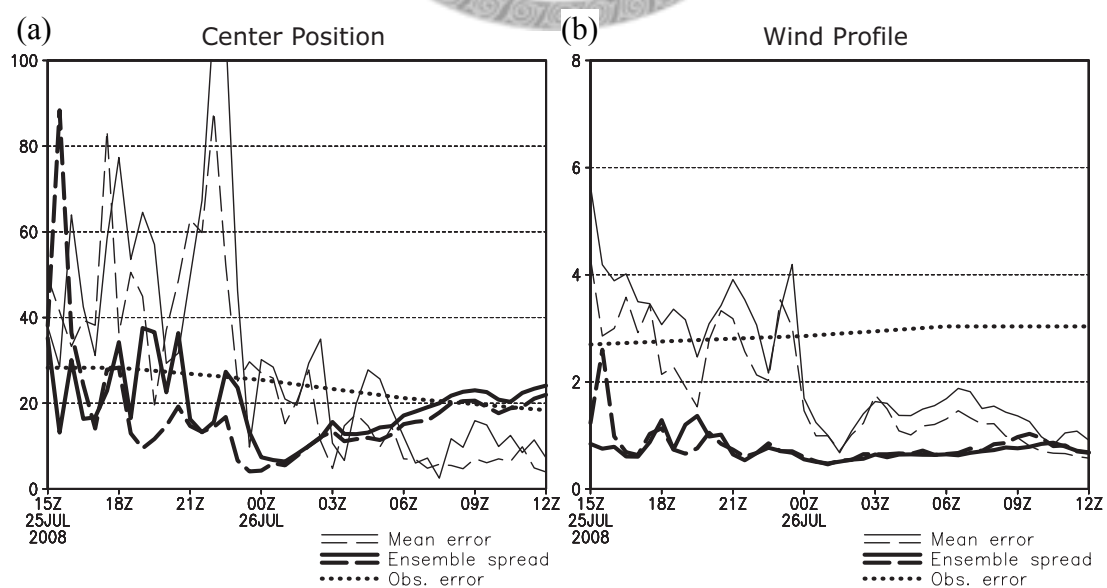 (a)
Center Position
100
80
60
40
20
0
15Z 18Z 21Z 00Z 03Z 06Z 09Z 12Z
25JUL 26JUL
2008
Mean error
Ensemble spread
Obs. error
(b)
Wind Profile
8
6
4
2
0
15Z 18Z 21Z 00Z 03Z 06Z 09Z 12Z
25JUL 26JUL
2008
Mean error
Ensemble spread
Obs. error